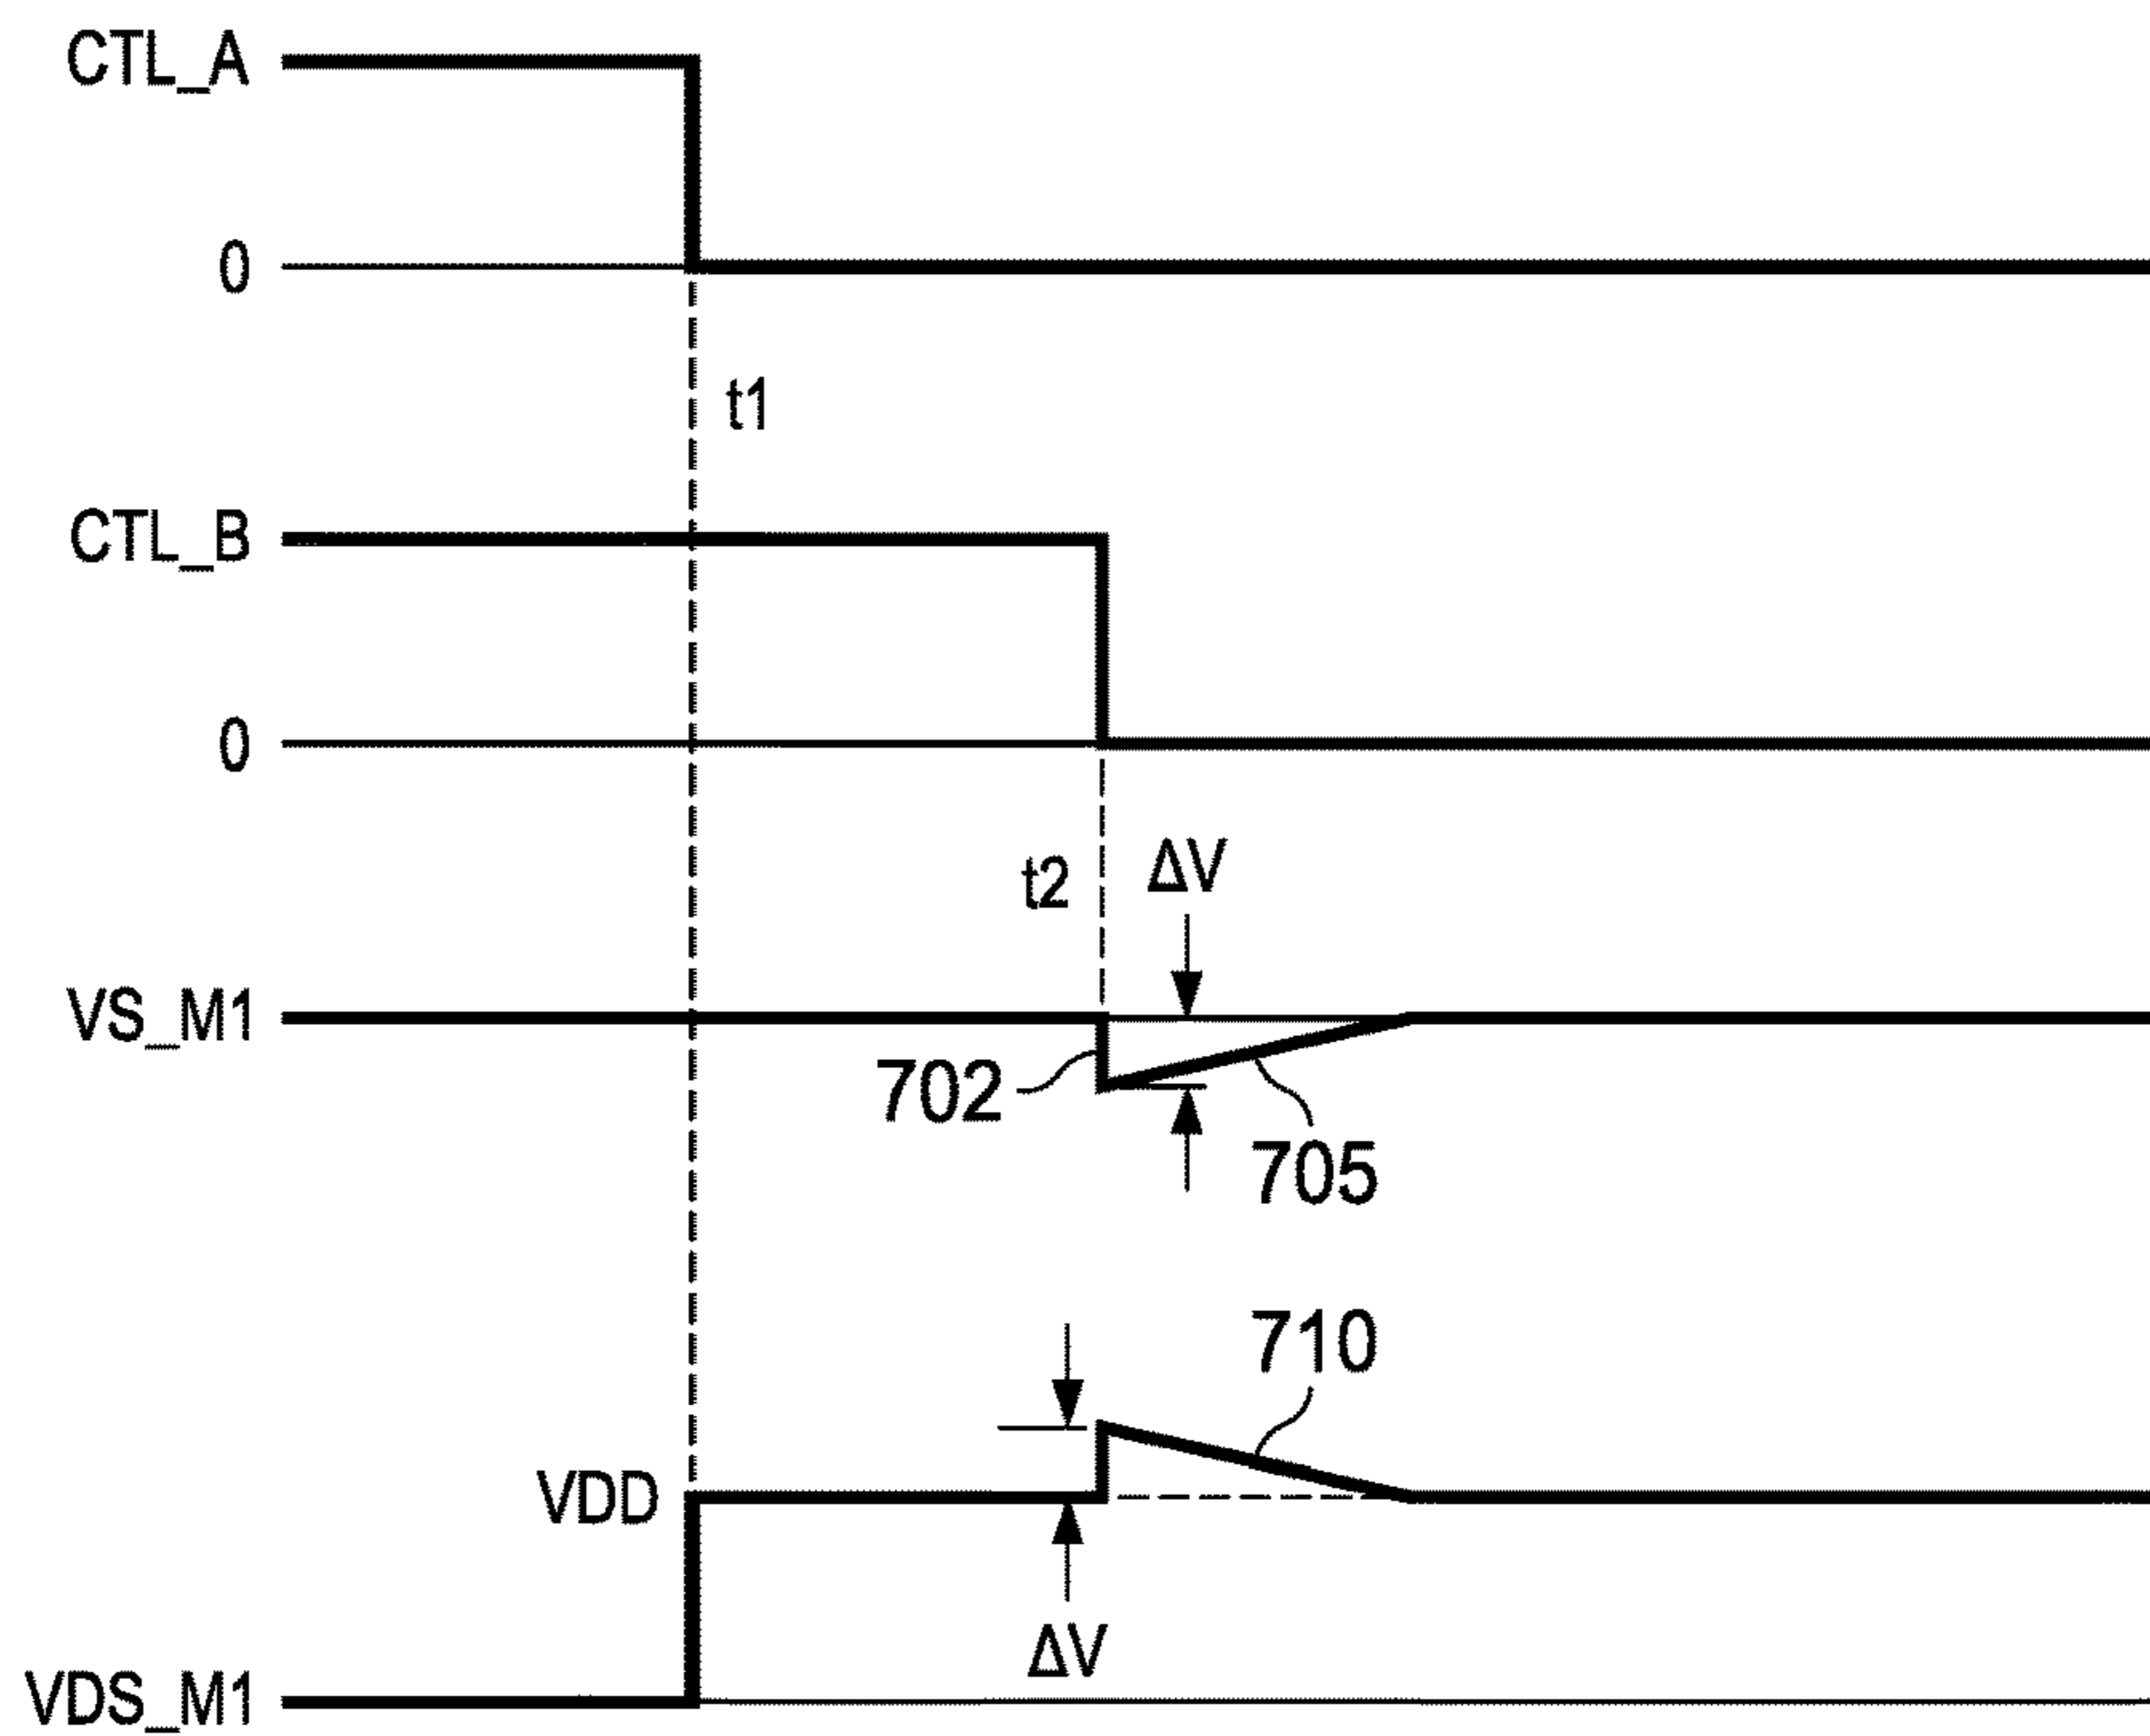 CTL_A
0
t1
CTL_B
0
t2
ΔV
VS_M1
702
705
710
VDD
ΔV
VDS_M1